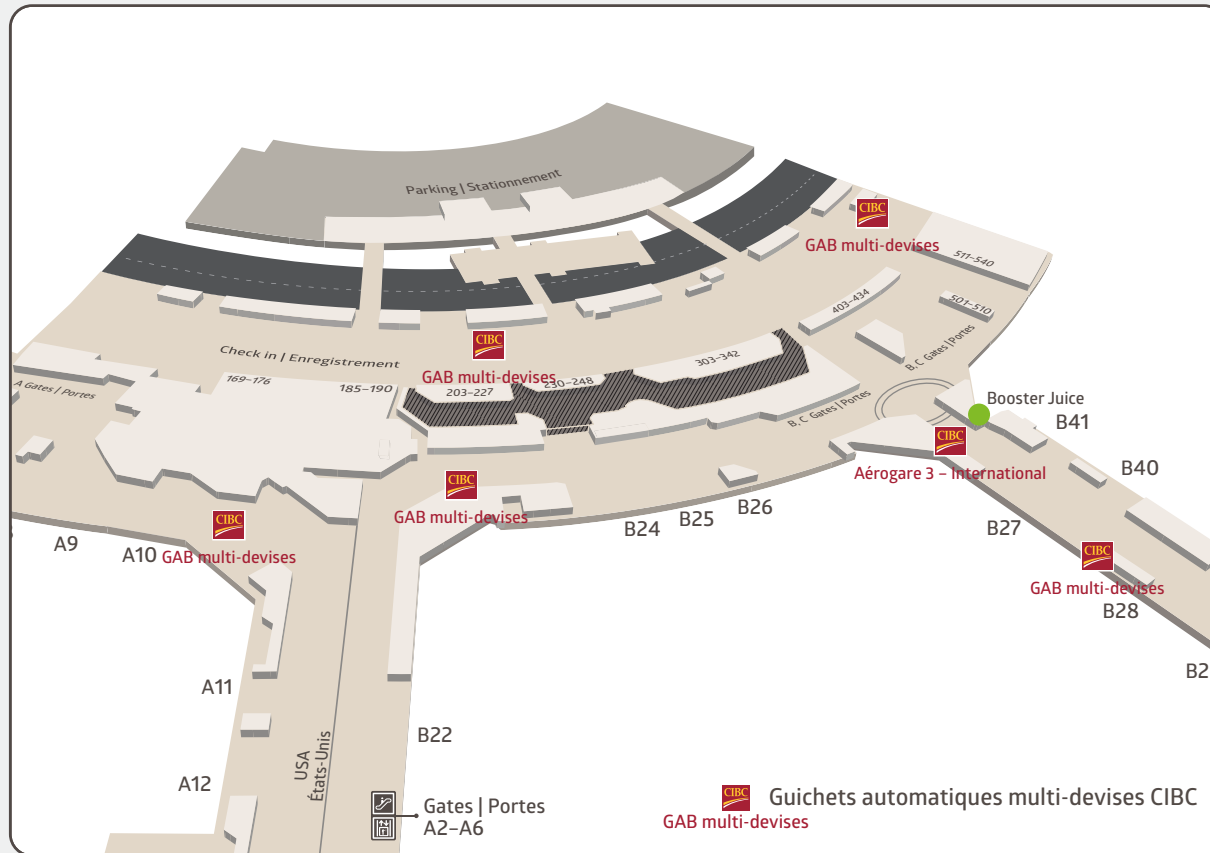 Parking | Stationnement
CIBC
GAB multi-devises
511–540
501–510
403–434
B, C Gates | Portes
CIBC
GAB multi-devises
Check in | Enregistrement
303–342
230–248
203–227
185–190
169–176
A Gates | Portes
B, C Gates | Portes
Booster Juice
B41
CIBC
Aérogare 3 – International
B40
CIBC
GAB multi-devises
B24
B25
B26
B27
CIBC
GAB multi-devises
A9
A10
CIBC
GAB multi-devises
B28
B2
A11
B22
USA
États-Unis
A12
Gates | Portes
A2–A6
CIBC
GAB multi-devises
Guichets automatiques multi-devises CIBC